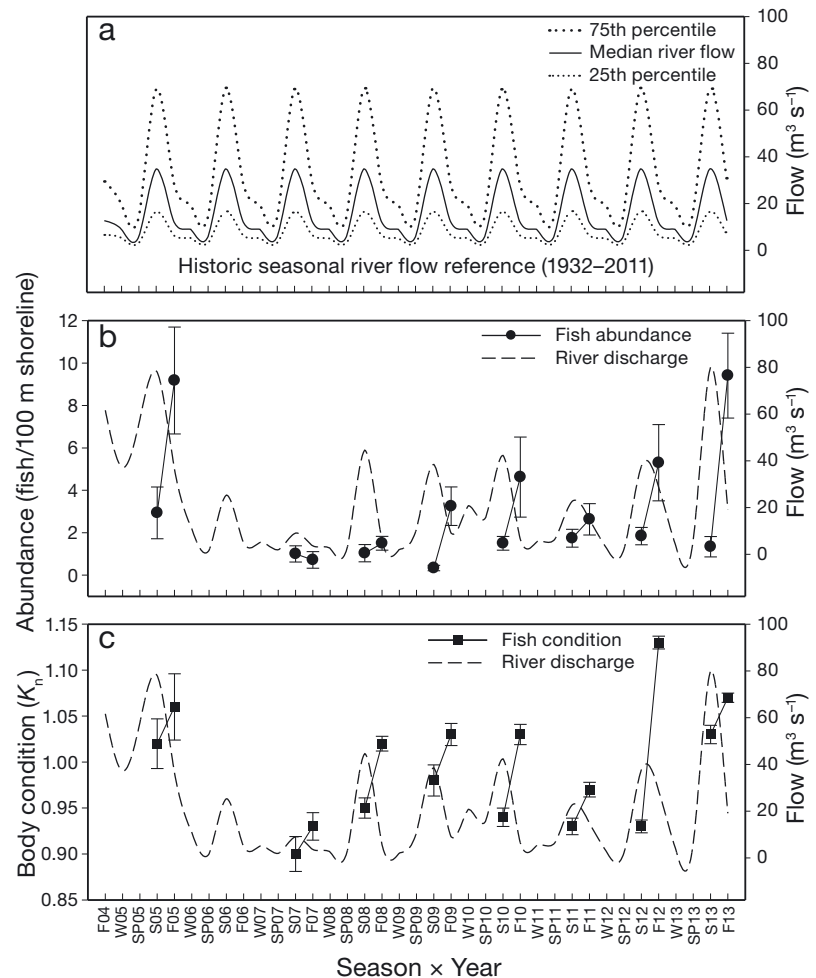 a
75th percentile
Median river flow
25th percentile
Historic seasonal river flow reference (1932–2011)
100
80
60
40
20
0
Flow (m³ s⁻¹)
b
Fish abundance
River discharge
12
10
8
6
4
2
0
Abundance (fish/100 m shoreline)
100
80
60
40
20
0
Flow (m³ s⁻¹)
c
Fish condition
River discharge
1.15
1.10
1.05
1.00
0.95
0.90
0.85
Body condition (Kn)
100
80
60
40
20
0
Flow (m³ s⁻¹)
F04 W05 SP05 S05 F05 W06 SP06 S06 F06 W07 SP07 S07 F07 W08 SP08 S08 F08 W09 SP09 S09 F09 W10 SP10 S10 F10 W11 SP11 S11 F11 W12 SP12 S12 F12 W13 SP13 S13 F13
Season × Year